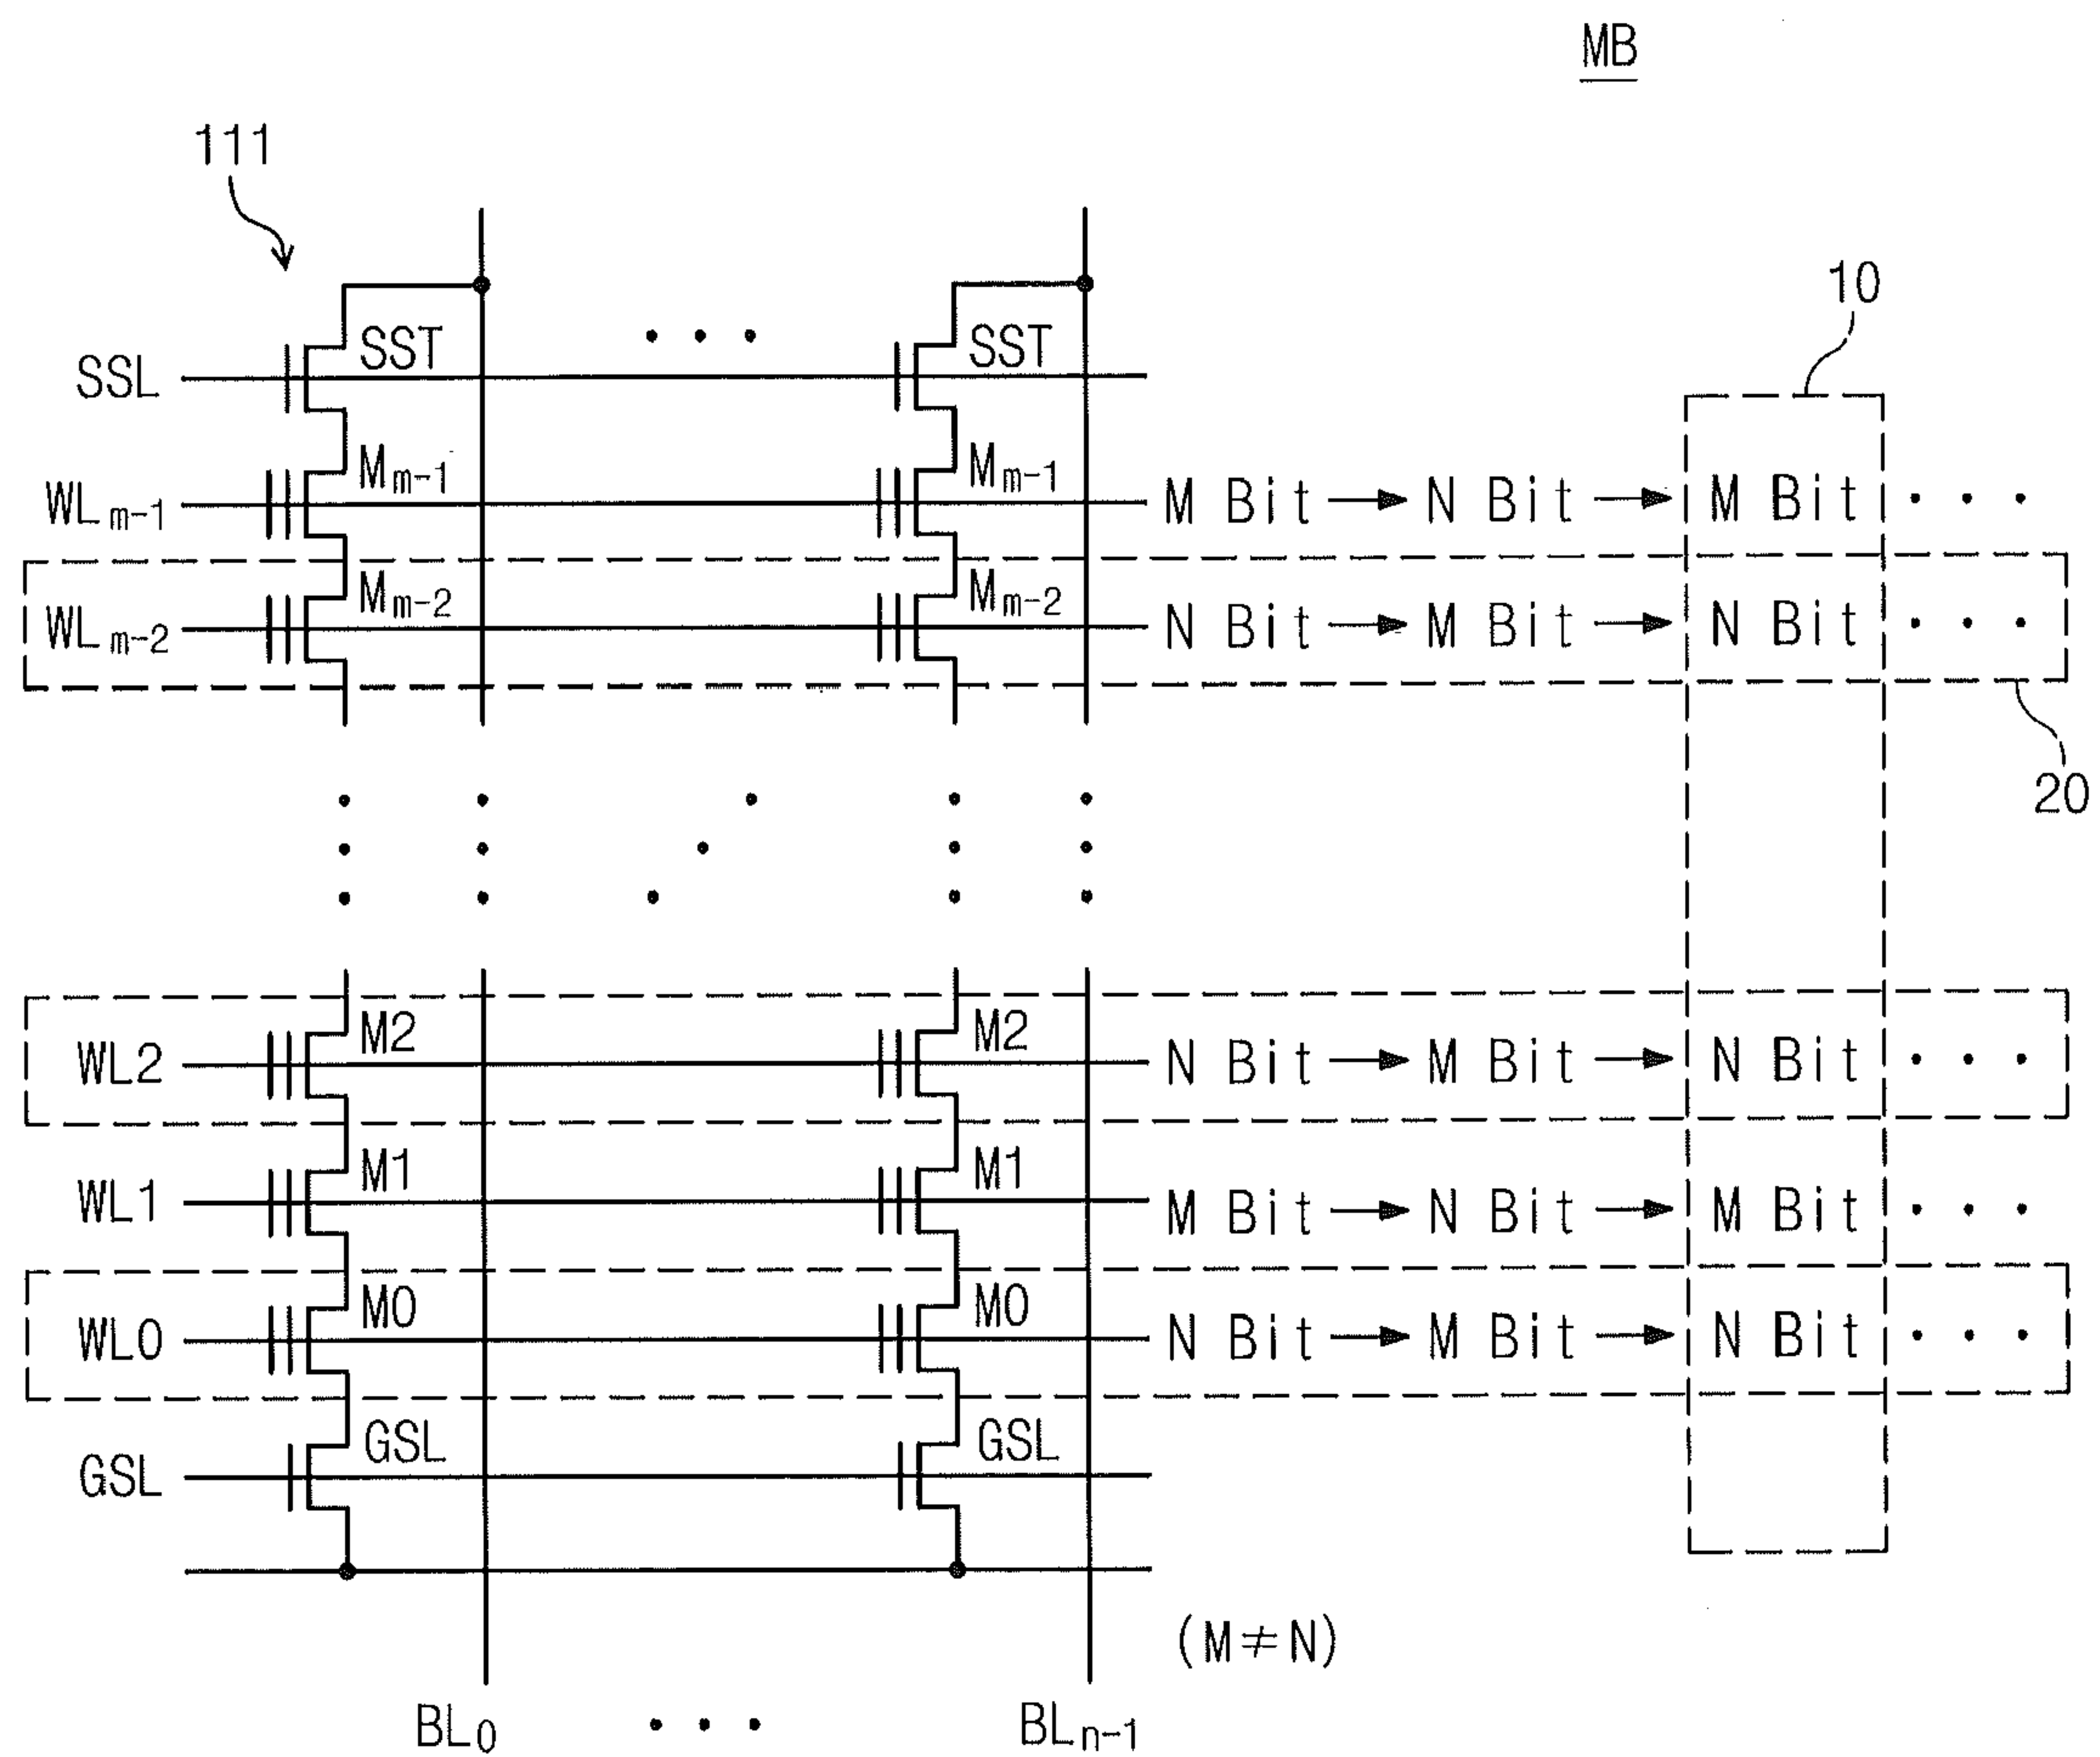 MB
111
10
SSL SST • • • SST
WLm-1 Mm-1 Mm-1 M Bit → N Bit → M Bit • • •
WLm-2 Mm-2 Mm-2 N Bit → M Bit → N Bit • • •
20
WL2 M2 M2 N Bit → M Bit → N Bit • • •
WL1 M1 M1 M Bit → N Bit → M Bit • • •
WL0 M0 M0 N Bit → M Bit → N Bit • • •
GSL GSL GSL
(M≠N)
BL0 • • • BLn-1